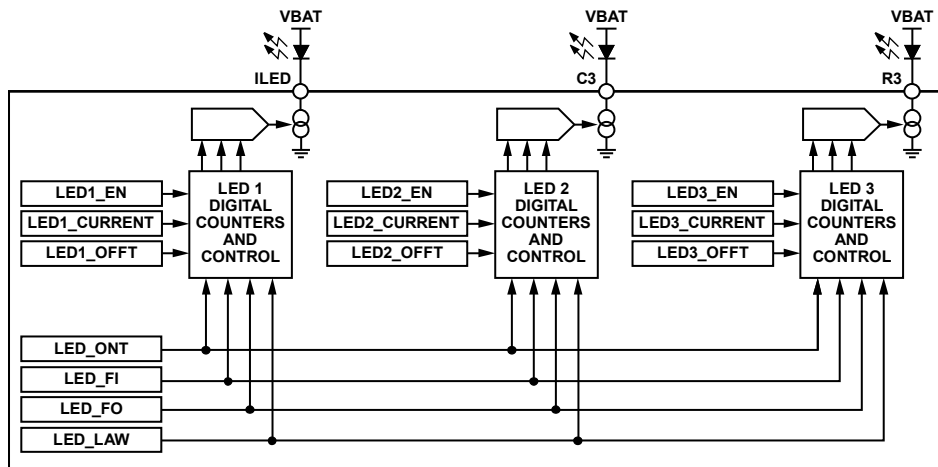 VBAT VBAT VBAT
ILED C3 R3
LED1_EN
LED1_CURRENT
LED1_OFFT
LED 1
DIGITAL
COUNTERS
AND
CONTROL
LED2_EN
LED2_CURRENT
LED2_OFFT
LED 2
DIGITAL
COUNTERS
AND
CONTROL
LED3_EN
LED3_CURRENT
LED3_OFFT
LED 3
DIGITAL
COUNTERS
AND
CONTROL
LED_ONT
LED_FI
LED_FO
LED_LAW